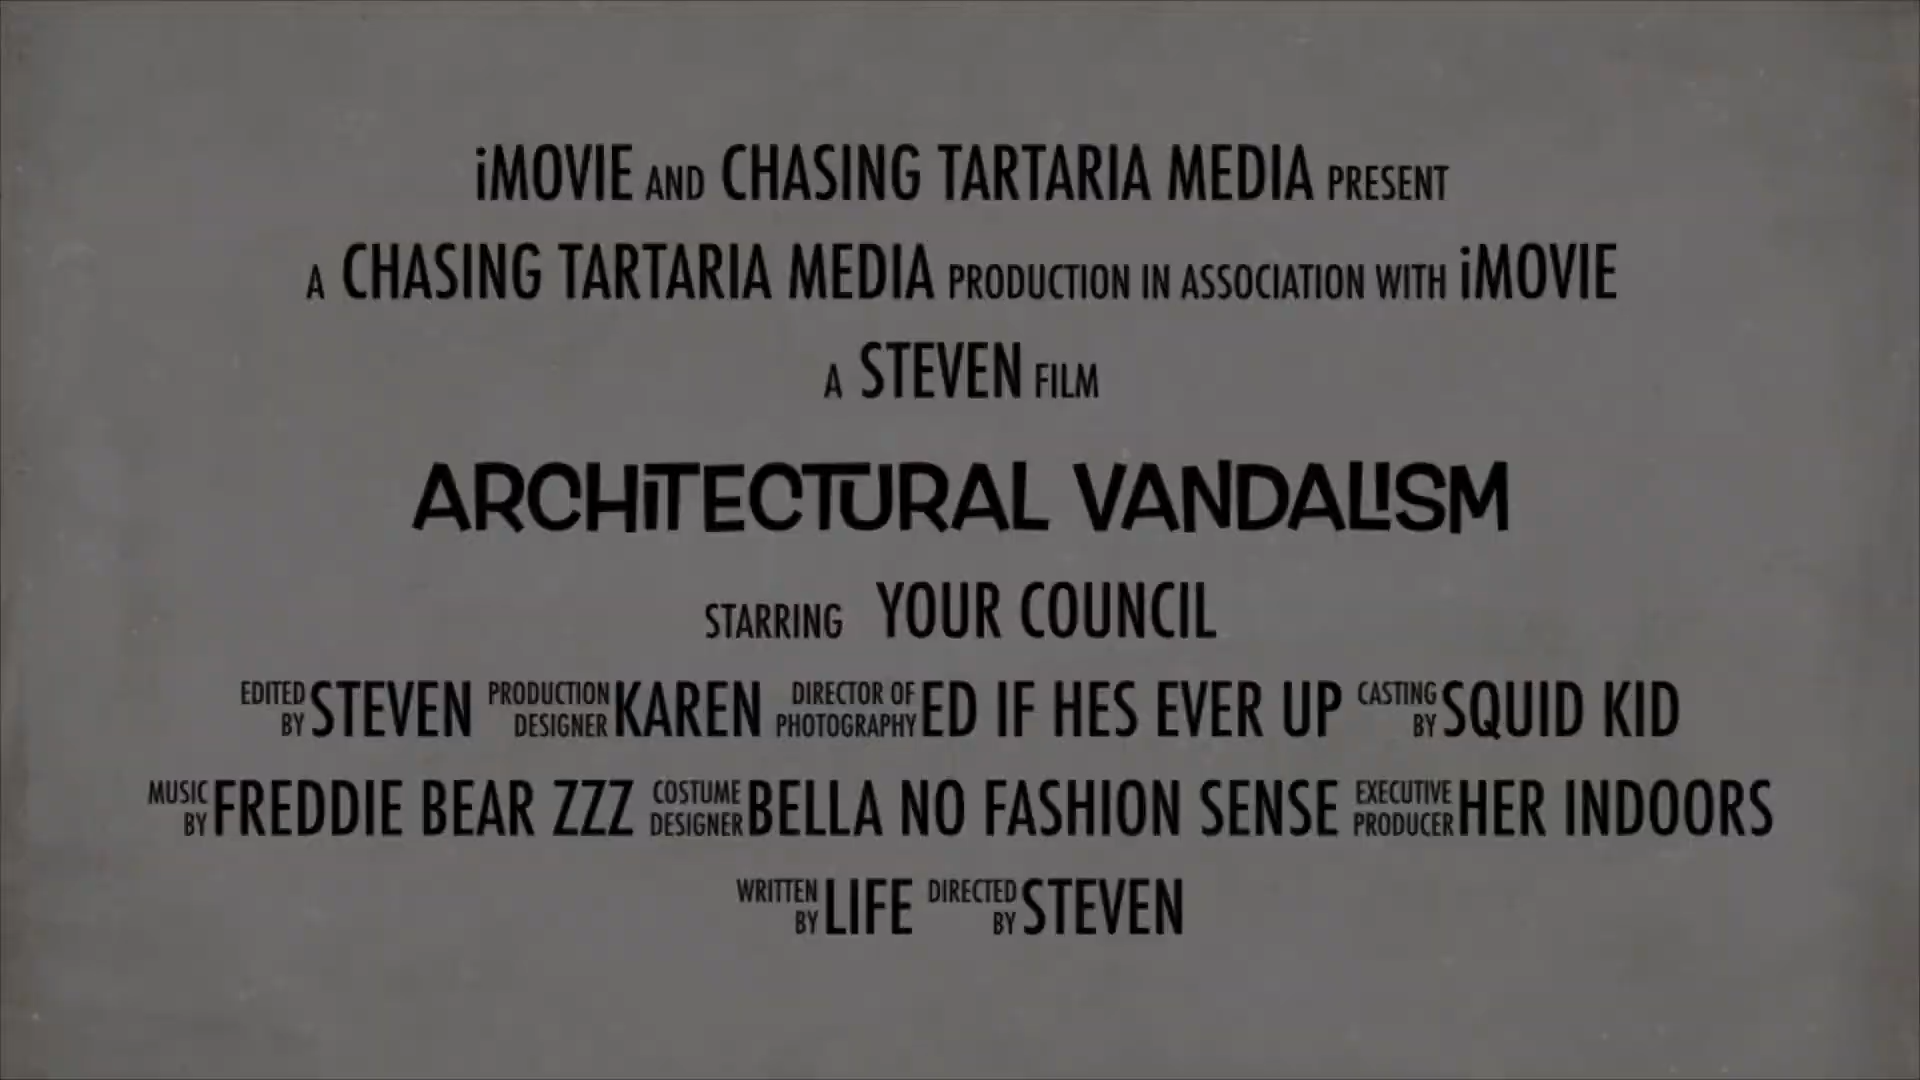 iMOVIE AND CHASING TARTARIA MEDIA PRESENT
A CHASING TARTARIA MEDIA PRODUCTION IN ASSOCIATION WITH iMOVIE
A STEVEN FILM
ARCHiTECTURAL VANDALISM
STARRING YOUR COUNCIL
EDITED BY STEVEN PRODUCTION DESIGNER KAREN DIRECTOR OF PHOTOGRAPHY ED IF HES EVER UP CASTING BY SQUID KID
MUSIC BY FREDDIE BEAR ZZZ COSTUME DESIGNER BELLA NO FASHION SENSE EXECUTIVE PRODUCER HER INDOORS
WRITTEN BY LIFE DIRECTED BY STEVEN